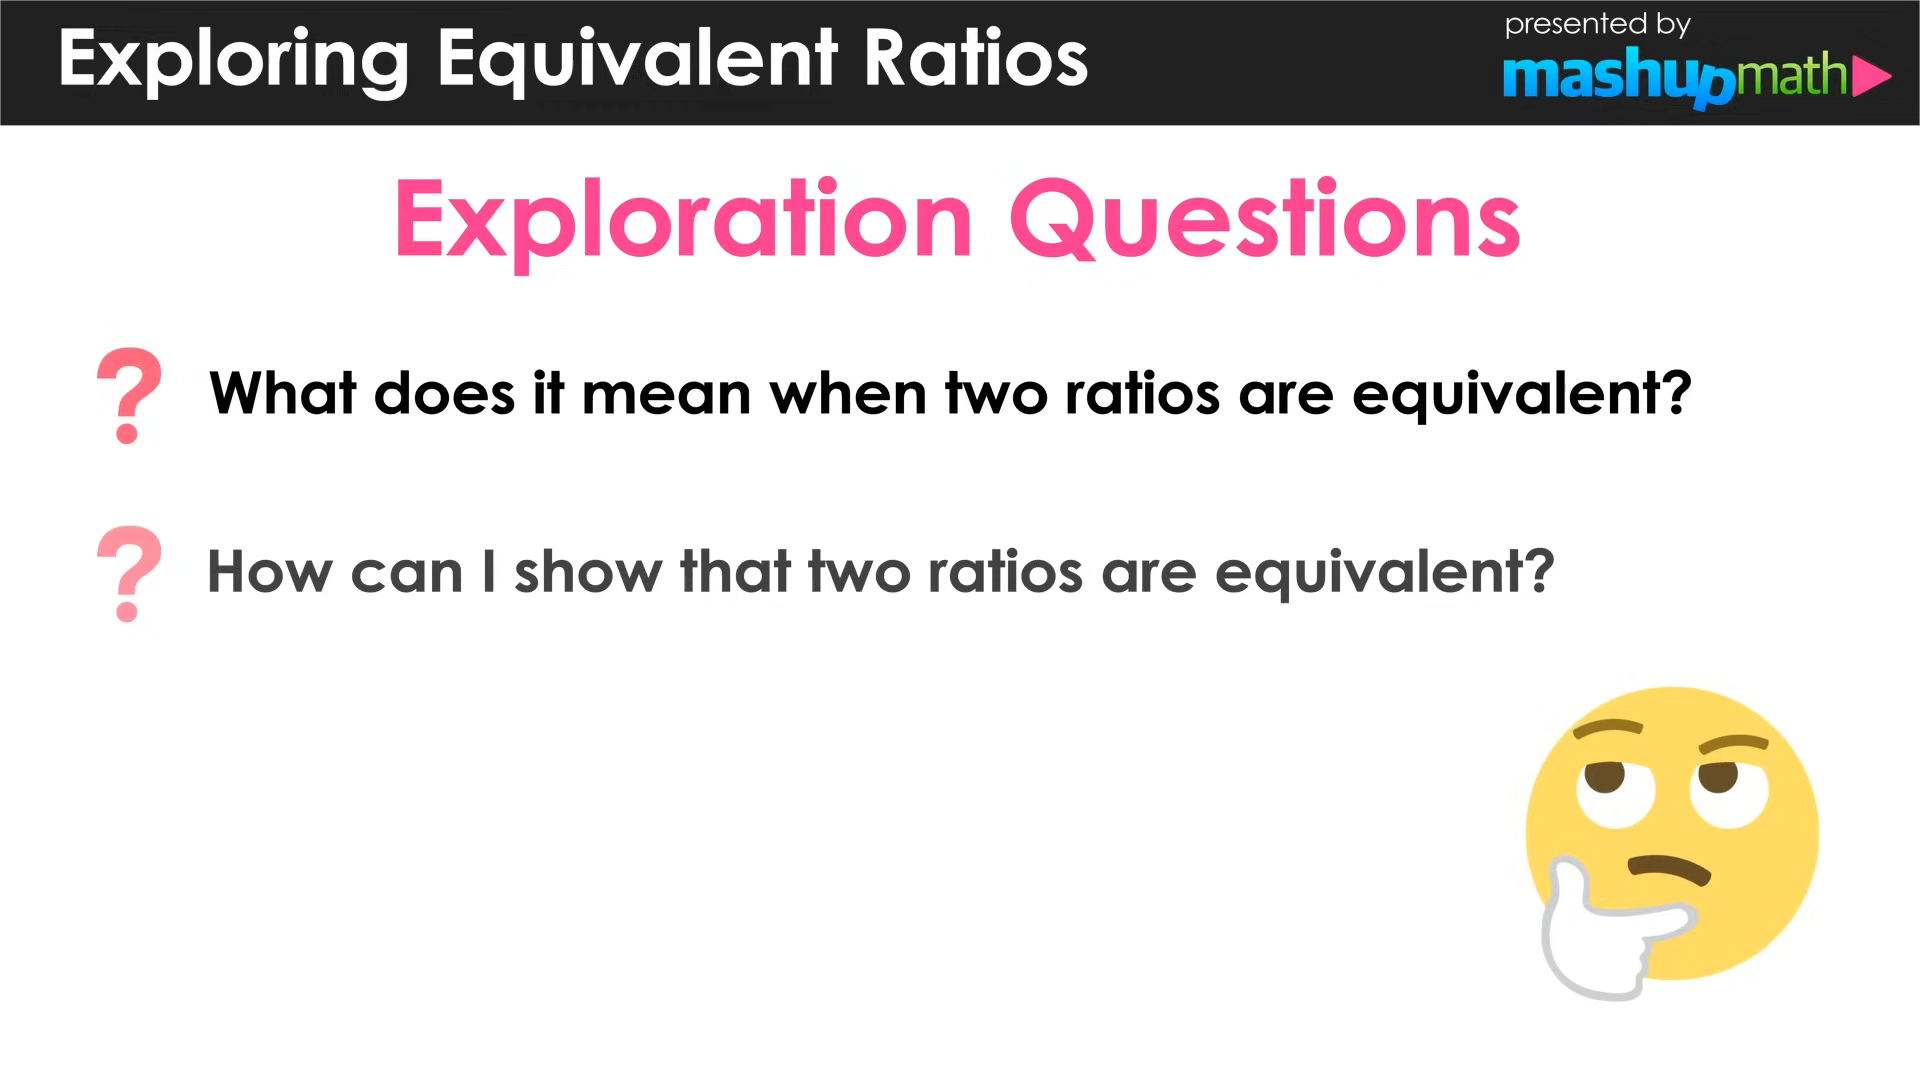 Exploring Equivalent Ratios
presented by
mashupmath
Exploration Questions
? What does it mean when two ratios are equivalent?
? How can I show that two ratios are equivalent?